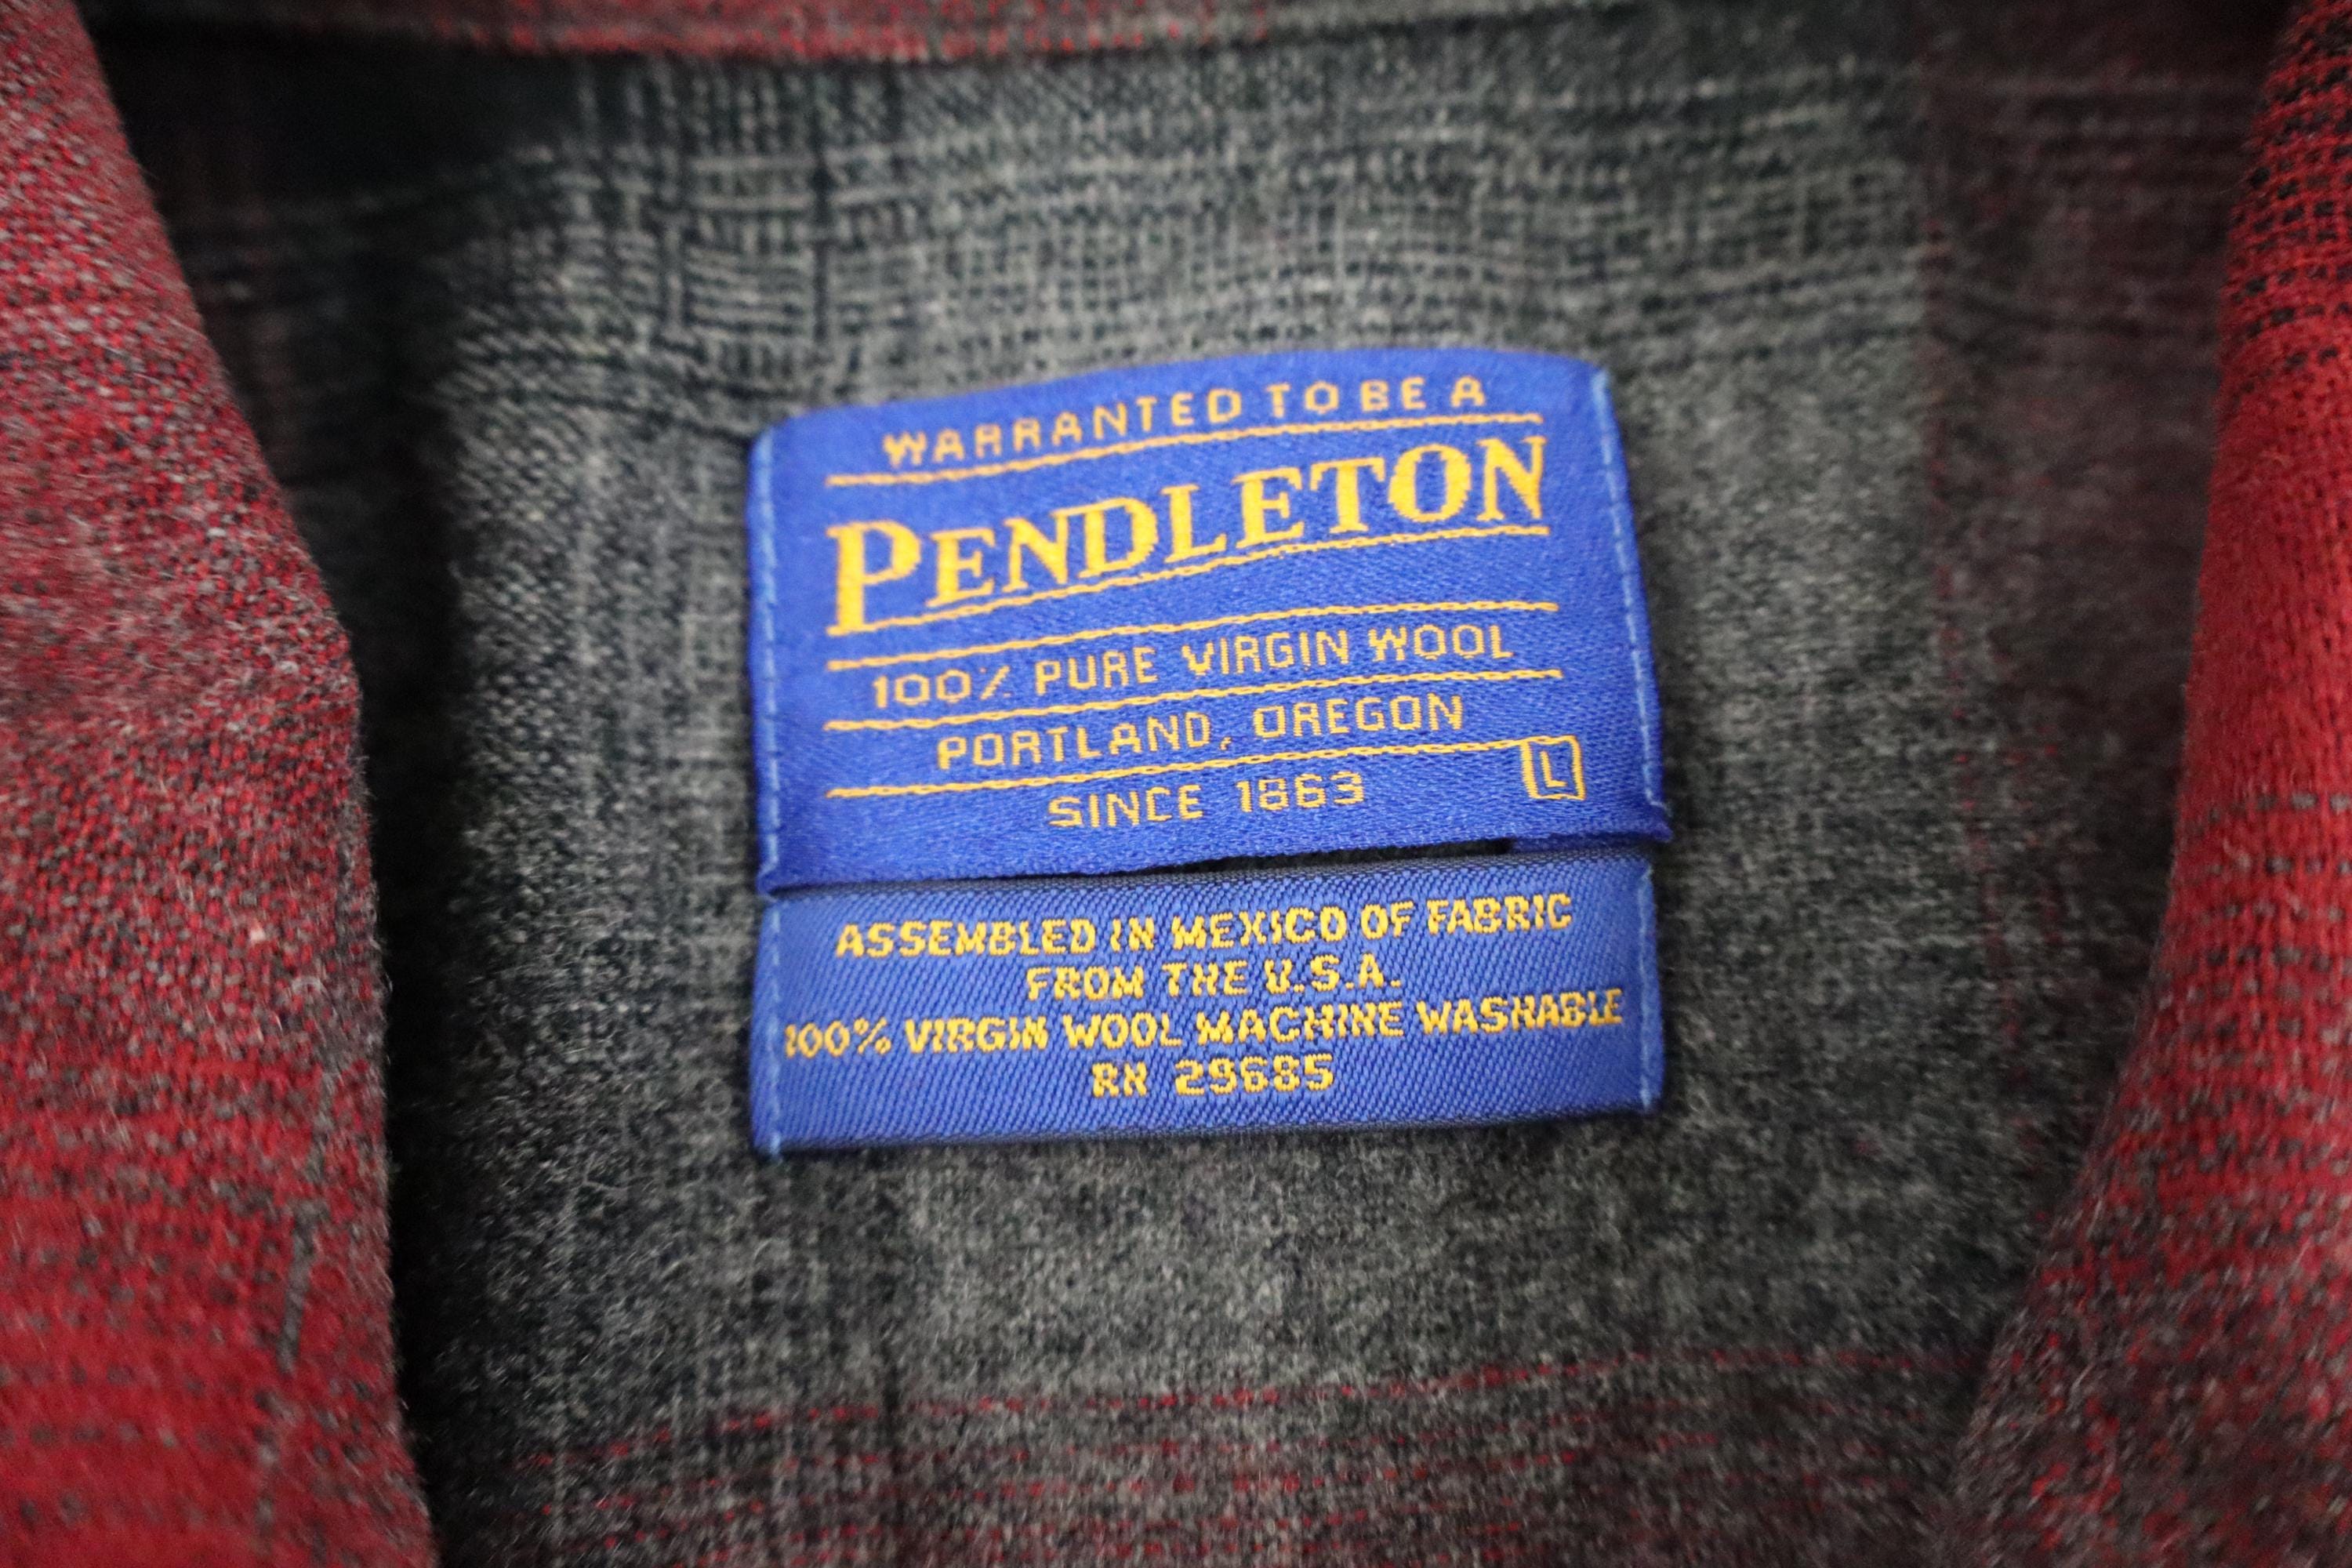 WARRANTED TO BE A
PENDLETON
100% PURE VIRGIN WOOL
PORTLAND, OREGON
SINCE 1863
L
ASSEMBLED IN MEXICO OF FABRIC
FROM THE U.S.A.
100% VIRGIN WOOL MACHINE WASHABLE
RN 29685